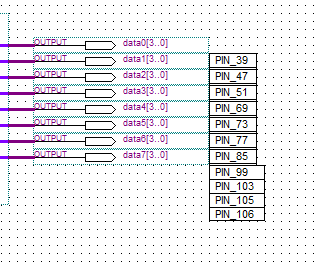 OUTPUT data0[3..0]
OUTPUT data1[3..0] PIN_39
OUTPUT data2[3..0] PIN_47
OUTPUT data3[3..0] PIN_51
OUTPUT data4[3..0] PIN_69
OUTPUT data5[3..0] PIN_73
OUTPUT data6[3..0] PIN_77
OUTPUT data7[3..0] PIN_85
PIN_99
PIN_103
PIN_105
PIN_106